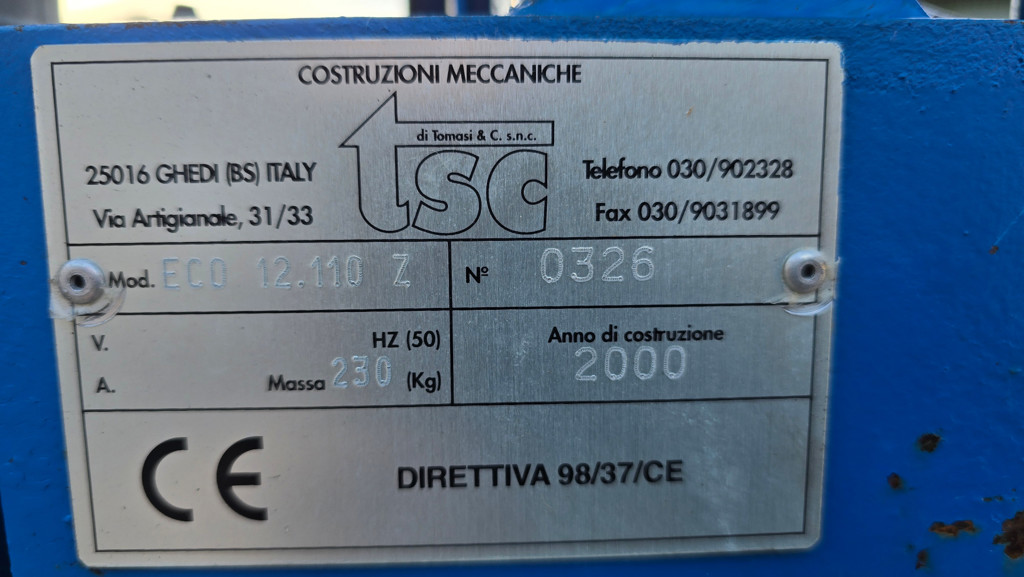 COSTRUZIONI MECCANICHE
di Tomasi & C. s.n.c.
tsc
25016 GHEDI (BS) ITALY
Via Artigianale, 31/33
Telefono 030/902328
Fax 030/9031899
Mod. ECO 12.110 Z
Nº 0326
V. HZ (50)
A. Massa 230 (Kg)
Anno di costruzione
2000
CE
DIRETTIVA 98/37/CE